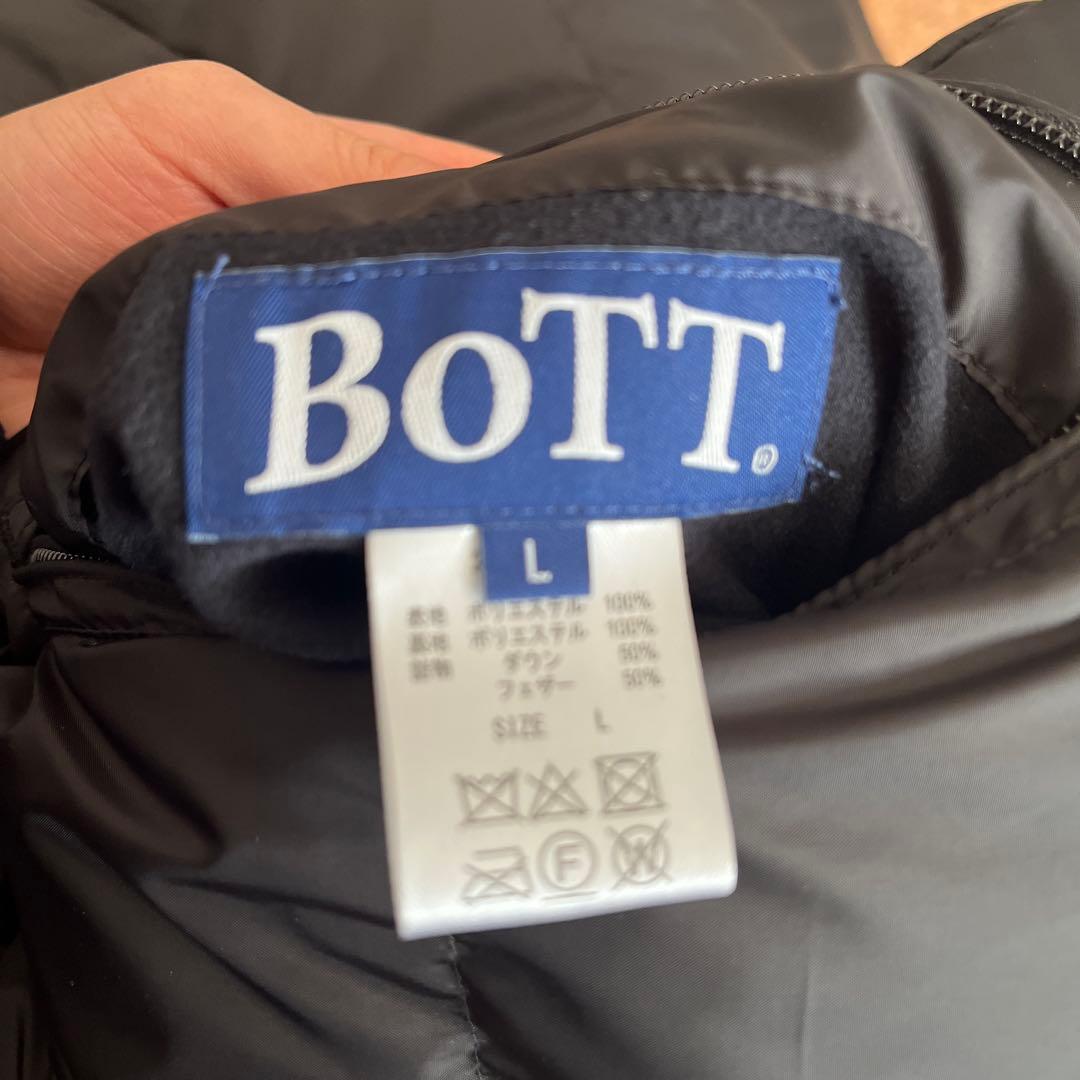 BoTT®
L
表地 ポリエステル 100%
裏地 ポリエステル 100%
詰物 ダウン 50%
フェザー 50%
SIZE L
F W